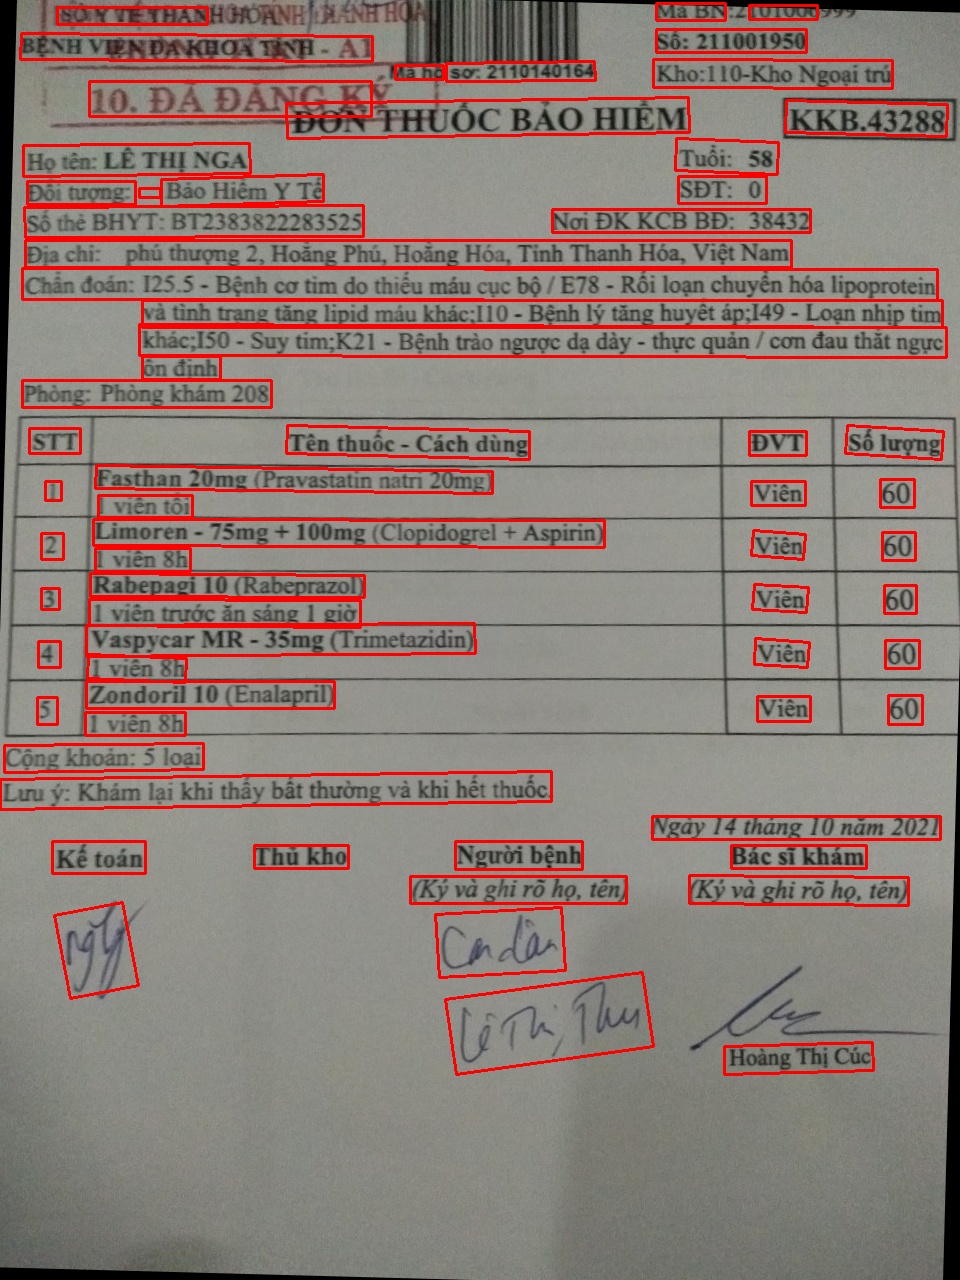 SỞ Y TẾ THANH HÓA
Mã BN:2101000999
BỆNH VIỆN ĐA KHOA TỈNH - A1
Số: 211001950
Mã hồ sơ: 2110140164
Kho:110-Kho Ngoại trú
10. ĐÃ ĐĂNG KÝ
ĐƠN THUỐC BẢO HIỂM
KKB.43288
Họ tên: LÊ THỊ NGA
Tuổi: 58
Đối tượng: Bảo Hiểm Y Tế
SĐT: 0
Số thẻ BHYT: BT2383822283525
Nơi ĐK KCB BĐ: 38432
Địa chỉ: phú thượng 2, Hoằng Phú, Hoằng Hóa, Tỉnh Thanh Hóa, Việt Nam
Chẩn đoán: I25.5 - Bệnh cơ tim do thiếu máu cục bộ / E78 - Rối loạn chuyển hóa lipoprotein
và tình trạng tăng lipid máu khác;I10 - Bệnh lý tăng huyết áp;I49 - Loạn nhịp tim
khác;I50 - Suy tim;K21 - Bệnh trào ngược dạ dày - thực quản / cơn đau thắt ngực
ổn định
Phòng: Phòng khám 208
STT Tên thuốc - Cách dùng ĐVT Số lượng
1 Fasthan 20mg (Pravastatin natri 20mg) Viên 60
1 viên tối
2 Limoren - 75mg + 100mg (Clopidogrel + Aspirin) Viên 60
1 viên 8h
3 Rabepagi 10 (Rabeprazol) Viên 60
1 viên trước ăn sáng 1 giờ
4 Vaspycar MR - 35mg (Trimetazidin) Viên 60
1 viên 8h
5 Zondoril 10 (Enalapril) Viên 60
1 viên 8h
Cộng khoản: 5 loại
Lưu ý: Khám lại khi thấy bất thường và khi hết thuốc
Ngày 14 tháng 10 năm 2021
Kế toán Thủ kho Người bệnh Bác sĩ khám
(Ký và ghi rõ họ, tên) (Ký và ghi rõ họ, tên)
Lê Thị Thu
Hoàng Thị Cúc